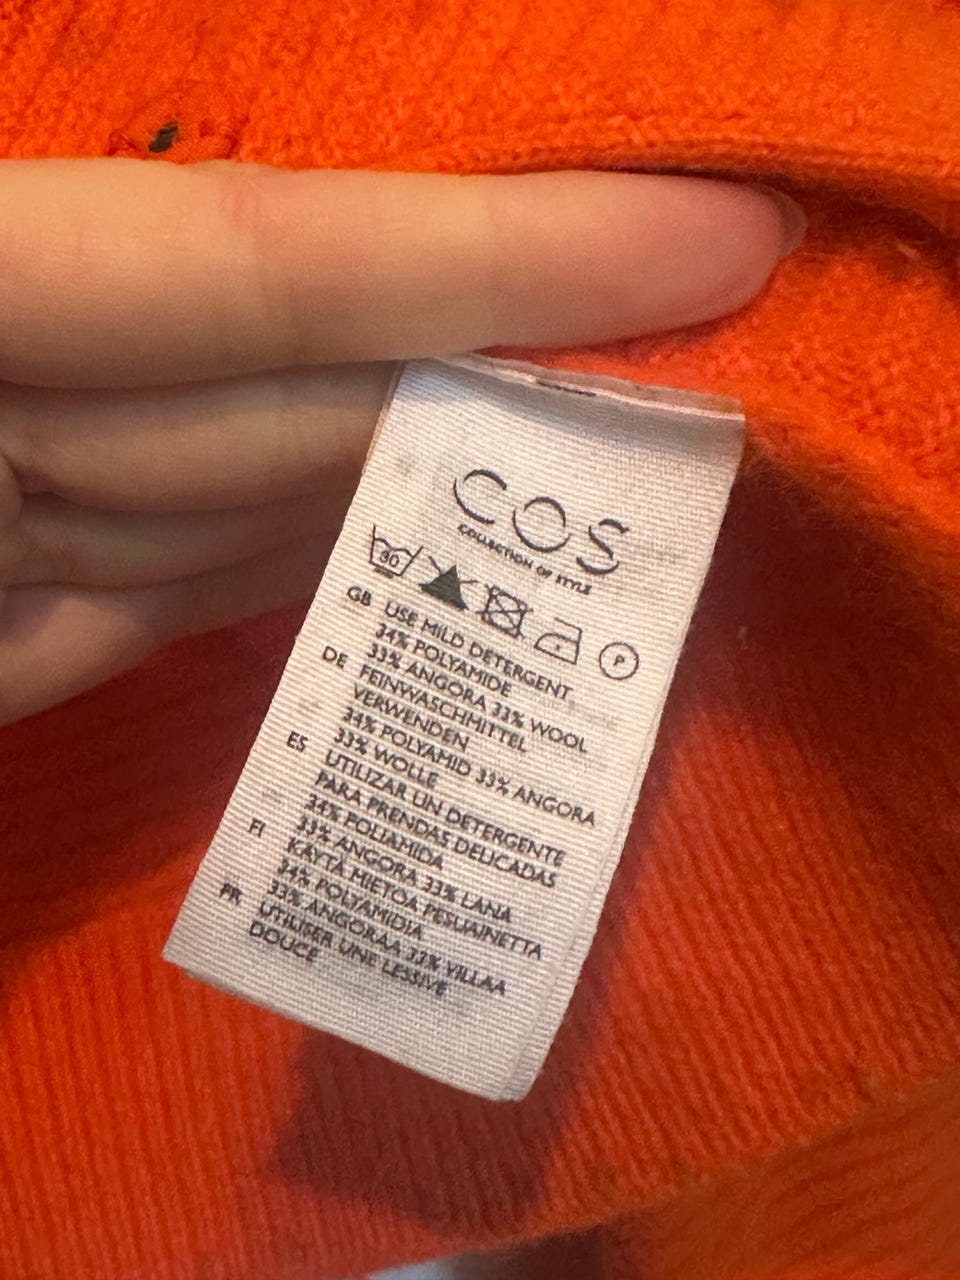 COS
COLLECTION OF STYLE
30
P
GB USE MILD DETERGENT
34% POLYAMIDE
33% ANGORA 33% WOOL
DE FEINWASCHMITTEL
VERWENDEN
34% POLYAMID 33% ANGORA
33% WOLLE
ES UTILIZAR UN DETERGENTE
PARA PRENDAS DELICADAS
34% POLIAMIDA
33% ANGORA 33% LANA
FI KÄYTÄ MIETOA PESUAINETTA
34% POLYAMIDIA
33% ANGORAA 33% VILLAA
FR UTILISER UNE LESSIVE
DOUCE